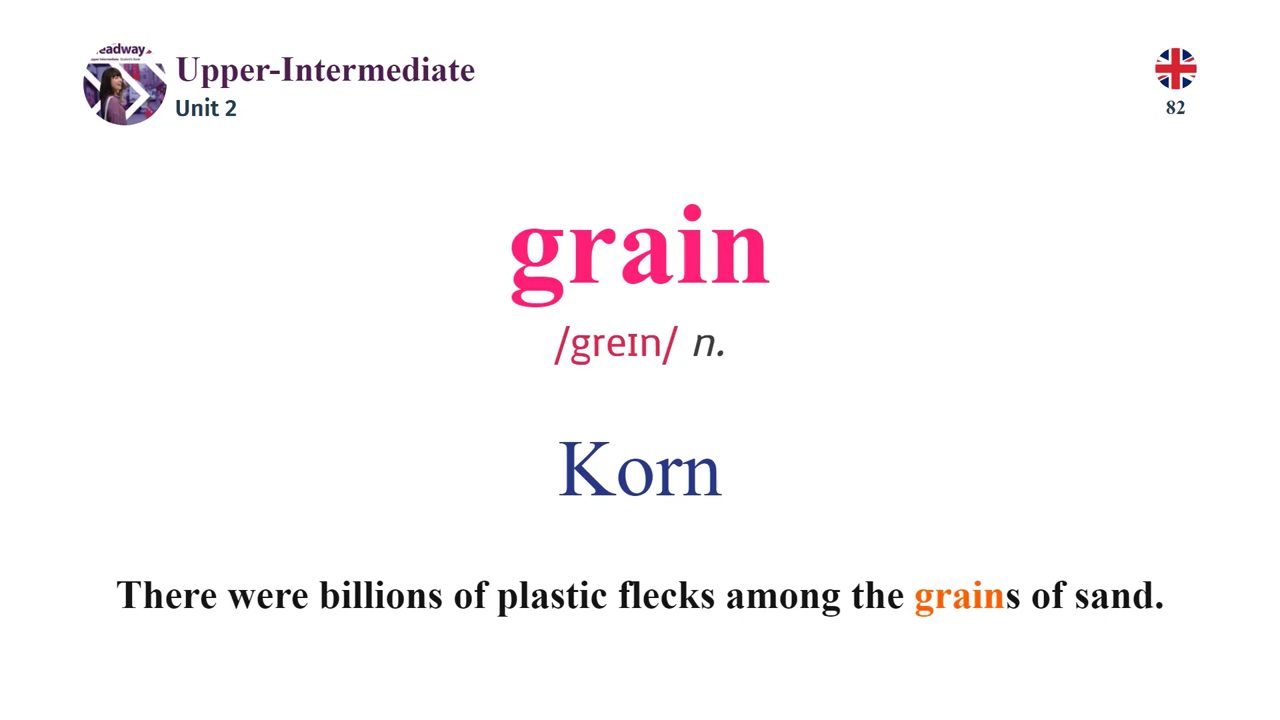 eadway
Upper-Intermediate
Unit 2
82
grain
/greɪn/ n.
Korn
There were billions of plastic flecks among the grains of sand.